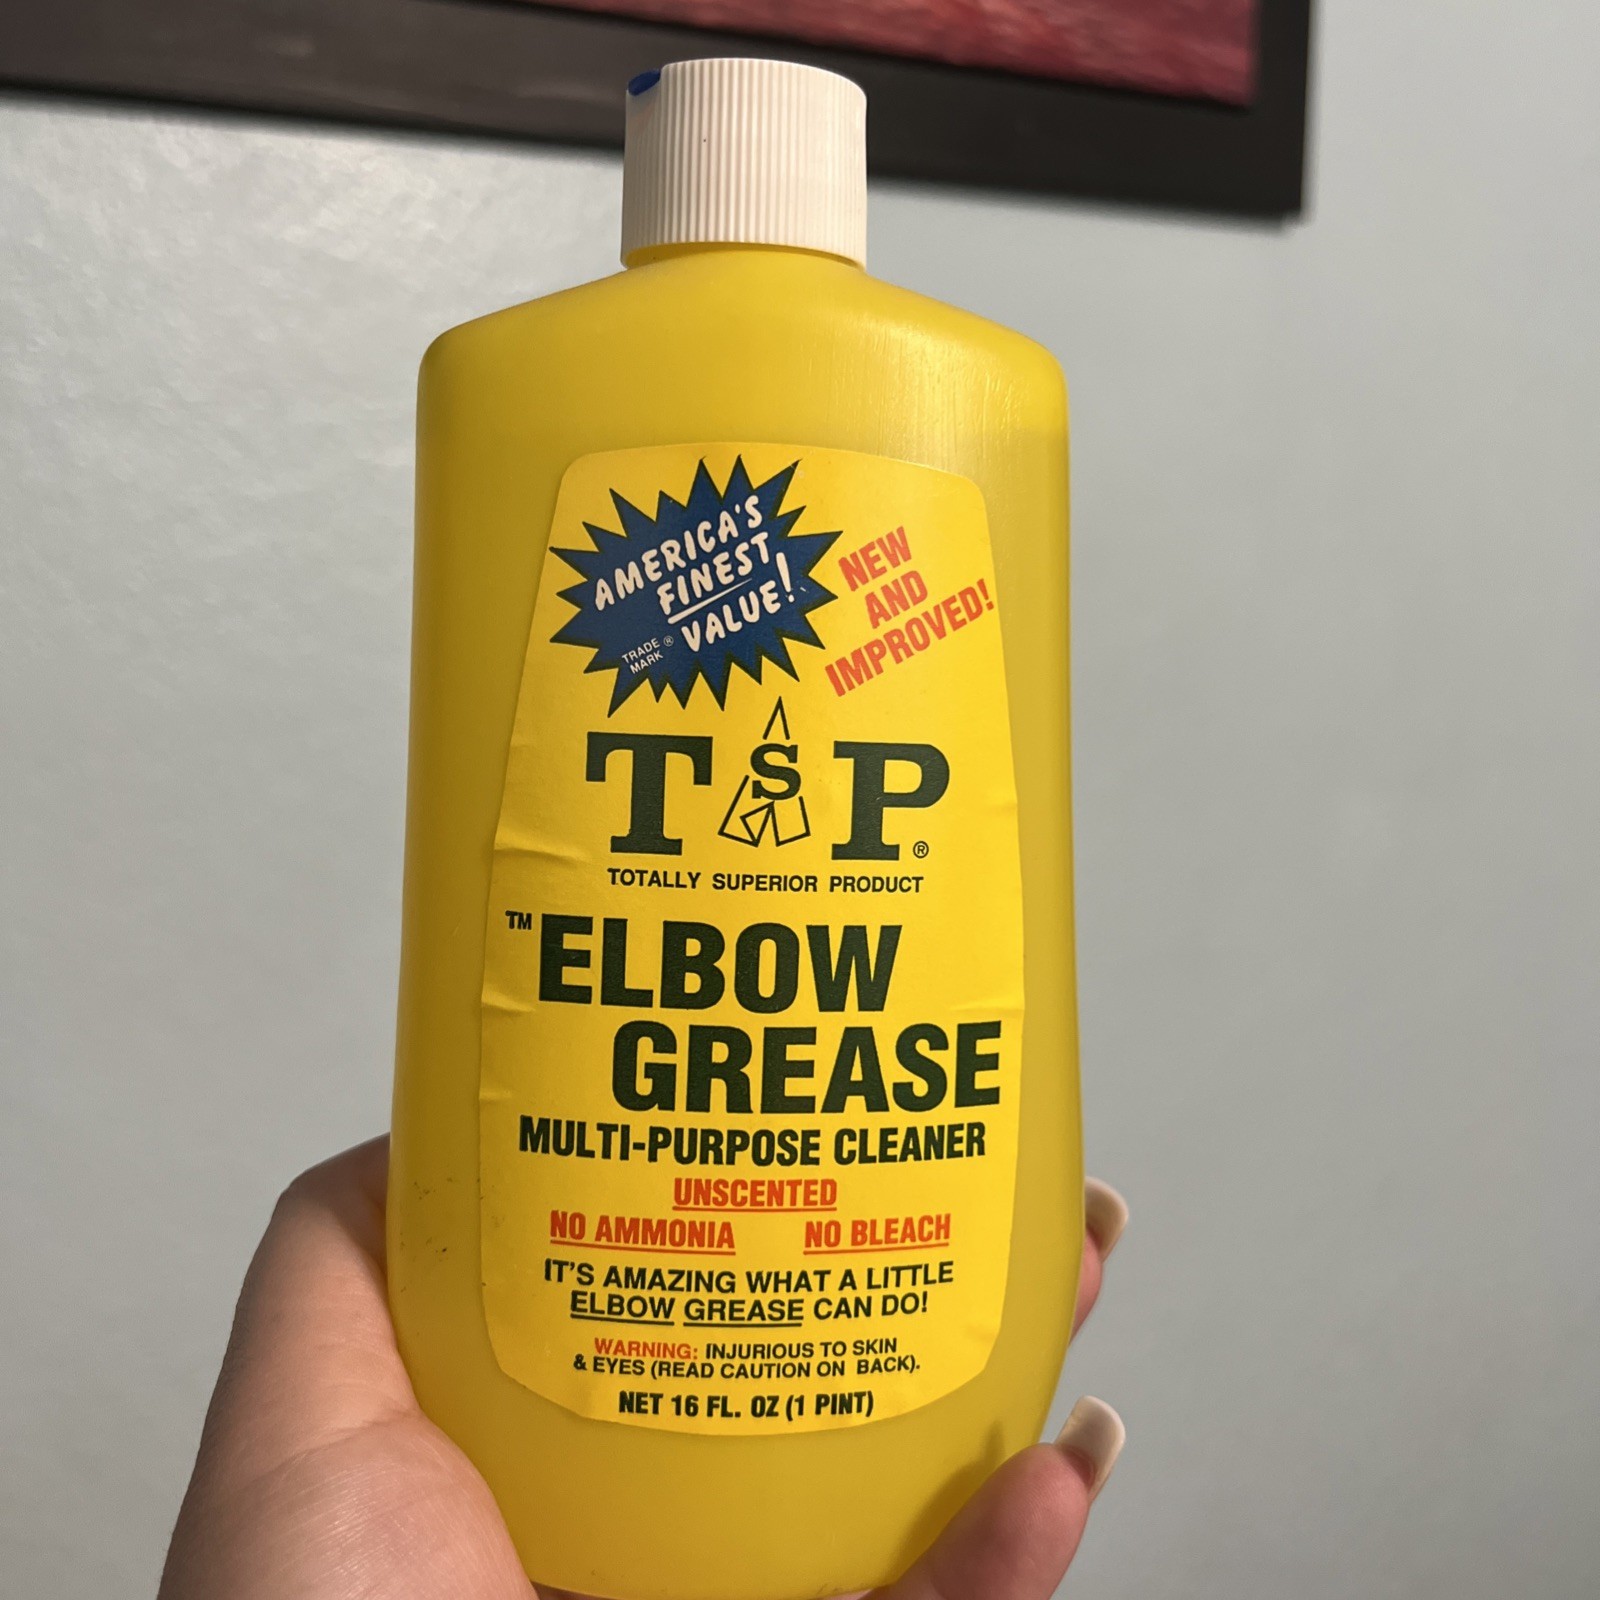 AMERICA'S
FINEST
VALUE!
TRADE ®
MARK
NEW
AND
IMPROVED!
TSP®
TOTALLY SUPERIOR PRODUCT
™ ELBOW
GREASE
MULTI-PURPOSE CLEANER
UNSCENTED
NO AMMONIA NO BLEACH
IT'S AMAZING WHAT A LITTLE
ELBOW GREASE CAN DO!
WARNING: INJURIOUS TO SKIN
& EYES (READ CAUTION ON BACK).
NET 16 FL. OZ (1 PINT)